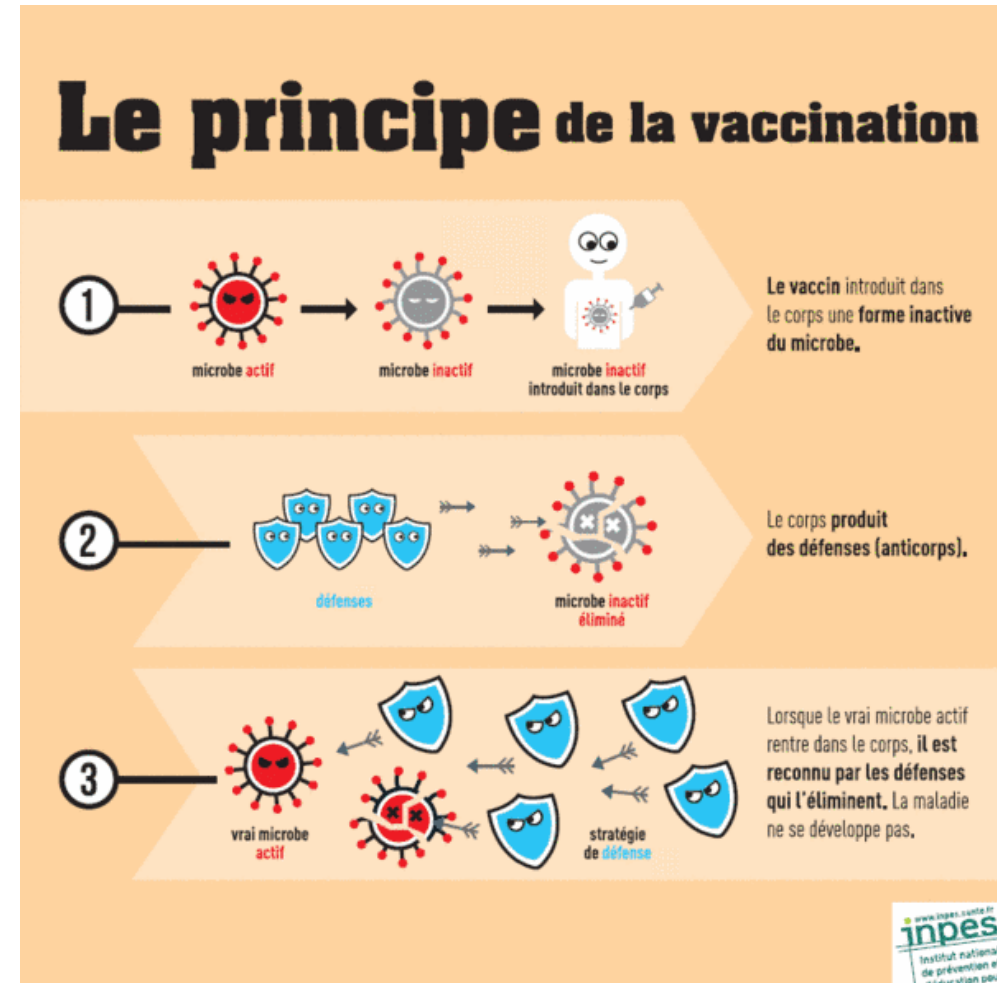 Le principe de la vaccination
1
microbe actif
microbe inactif
microbe inactif
introduit dans le corps
Le vaccin introduit dans
le corps une forme inactive
du microbe.
2
défenses
microbe inactif
éliminé
Le corps produit
des défenses (anticorps).
3
vrai microbe
actif
stratégie
de défense
Lorsque le vrai microbe actif
rentre dans le corps, il est
reconnu par les défenses
qui l'éliminent. La maladie
ne se développe pas.
www.inpes.sante.fr
inpes
Institut national
de prévention et